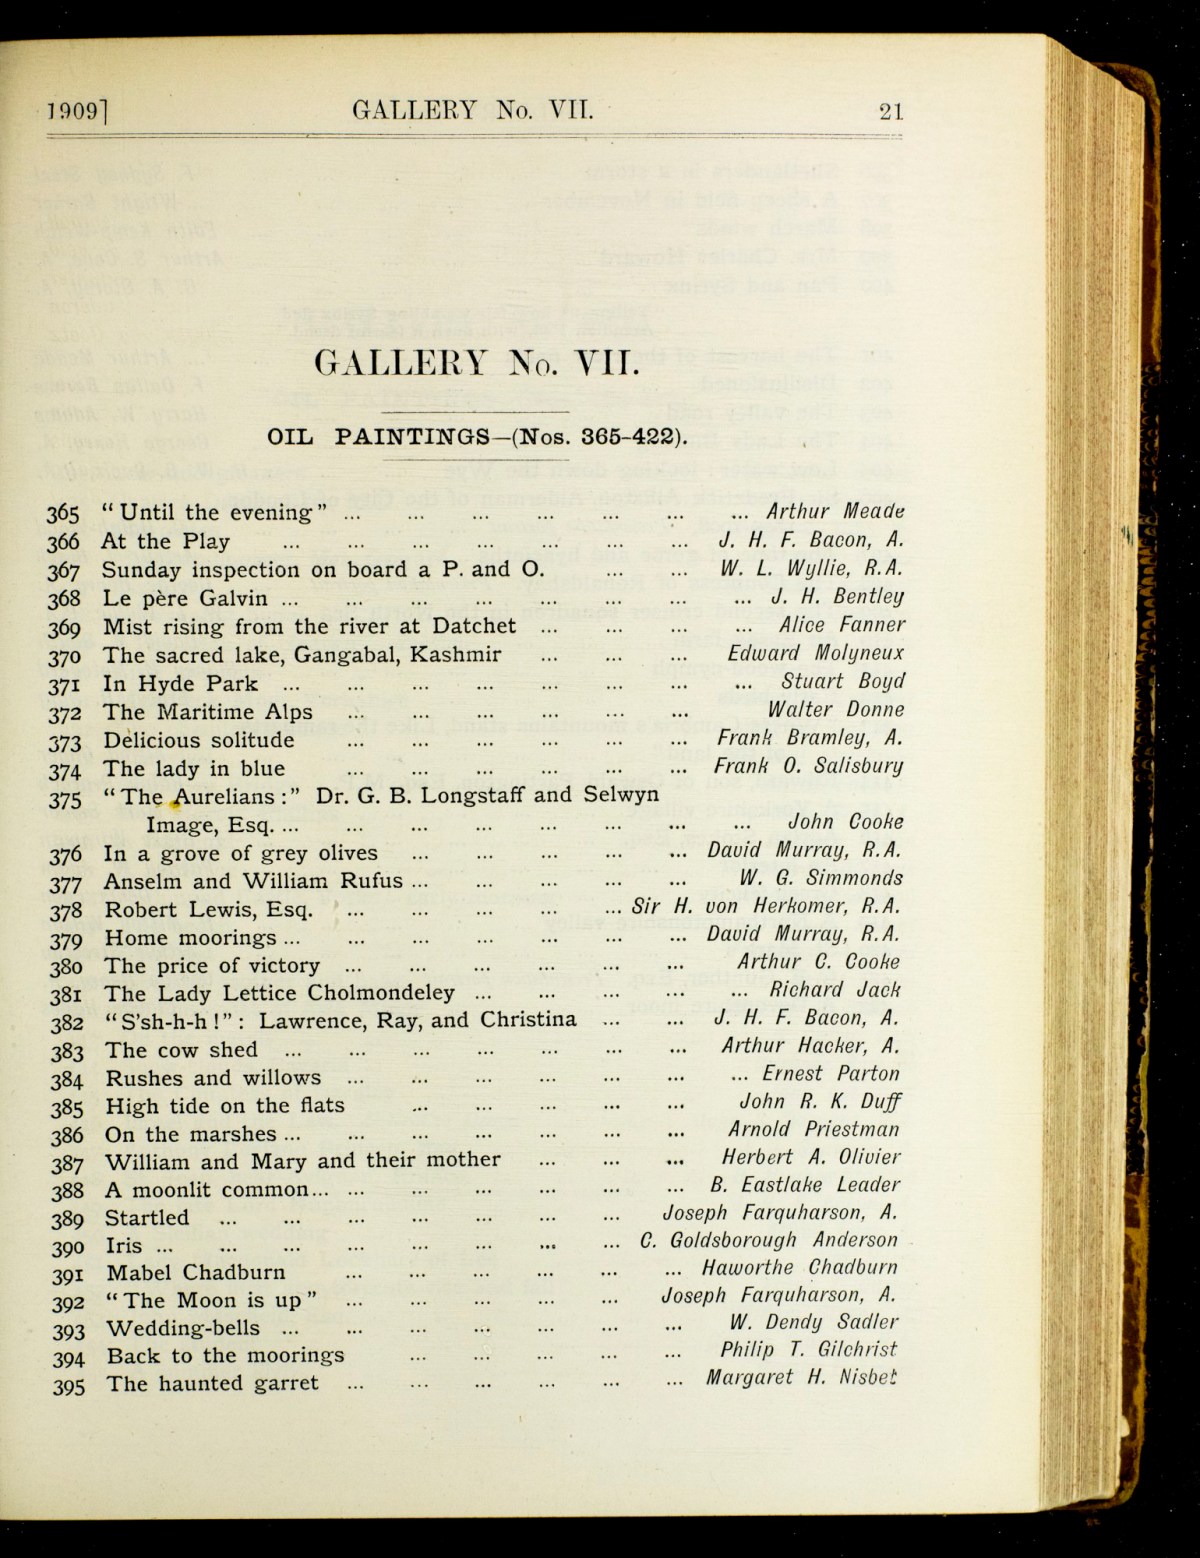 1909] GALLERY No. VII. 21
GALLERY No. VII.
OIL PAINTINGS—(Nos. 365-422).
365 “Until the evening” ... ... ... ... ... ... ... Arthur Meade
366 At the Play ... ... ... ... ... ... ... J. H. F. Bacon, A.
367 Sunday inspection on board a P. and O. ... ... W. L. Wyllie, R.A.
368 Le père Galvin ... ... ... ... ... ... ... ... J. H. Bentley
369 Mist rising from the river at Datchet ... ... ... ... Alice Fanner
370 The sacred lake, Gangabal, Kashmir ... ... ... Edward Molyneux
371 In Hyde Park ... ... ... ... ... ... ... ... Stuart Boyd
372 The Maritime Alps ... ... ... ... ... ... Walter Donne
373 Delicious solitude ... ... ... ... ... ... Frank Bramley, A.
374 The lady in blue ... ... ... ... ... ... Frank O. Salisbury
375 “The Aurelians:” Dr. G. B. Longstaff and Selwyn
Image, Esq. ... ... ... ... ... ... ... ... John Cooke
376 In a grove of grey olives ... ... ... ... ... David Murray, R.A.
377 Anselm and William Rufus ... ... ... ... ... W. G. Simmonds
378 Robert Lewis, Esq. ... ... ... ... ... Sir H. von Herkomer, R.A.
379 Home moorings ... ... ... ... ... ... ... David Murray, R.A.
380 The price of victory ... ... ... ... ... ... Arthur C. Cooke
381 The Lady Lettice Cholmondeley ... ... ... ... ... Richard Jack
382 “S’sh-h-h!”: Lawrence, Ray, and Christina ... ... J. H. F. Bacon, A.
383 The cow shed ... ... ... ... ... ... ... Arthur Hacker, A.
384 Rushes and willows ... ... ... ... ... ... ... Ernest Parton
385 High tide on the flats ... ... ... ... ... John R. K. Duff
386 On the marshes ... ... ... ... ... ... ... Arnold Priestman
387 William and Mary and their mother ... ... ... Herbert A. Olivier
388 A moonlit common... ... ... ... ... ... ... B. Eastlake Leader
389 Startled ... ... ... ... ... ... ... Joseph Farquharson, A.
390 Iris ... ... ... ... ... ... ... ... C. Goldsborough Anderson
391 Mabel Chadburn ... ... ... ... ... ... Haworthe Chadburn
392 “The Moon is up” ... ... ... ... ... Joseph Farquharson, A.
393 Wedding-bells ... ... ... ... ... ... ... W. Dendy Sadler
394 Back to the moorings ... ... ... ... ... Philip T. Gilchrist
395 The haunted garret ... ... ... ... ... ... Margaret H. Nisbet